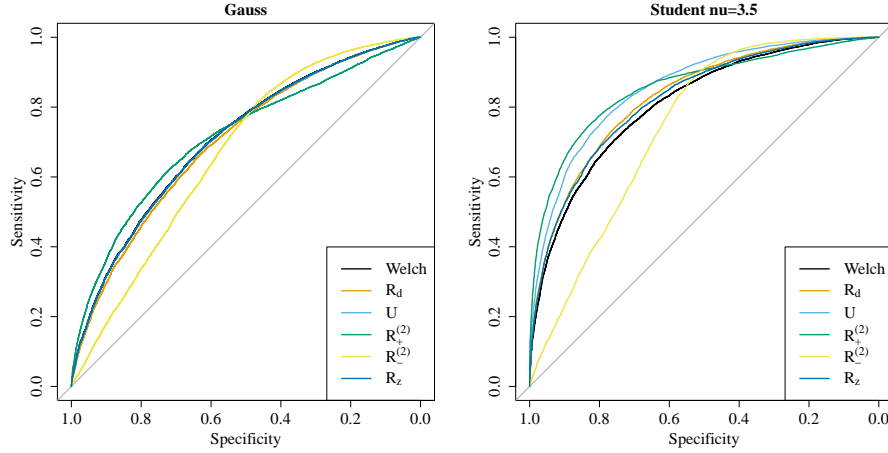 Gauss
Sensitivity
1.0
0.8
0.6
0.4
0.2
0.0
1.0 0.8 0.6 0.4 0.2 0.0
Specificity
Welch
R_d
U
R_+^(2)
R_-^(2)
R_z
Student nu=3.5
Sensitivity
1.0
0.8
0.6
0.4
0.2
0.0
1.0 0.8 0.6 0.4 0.2 0.0
Specificity
Welch
R_d
U
R_+^(2)
R_-^(2)
R_z